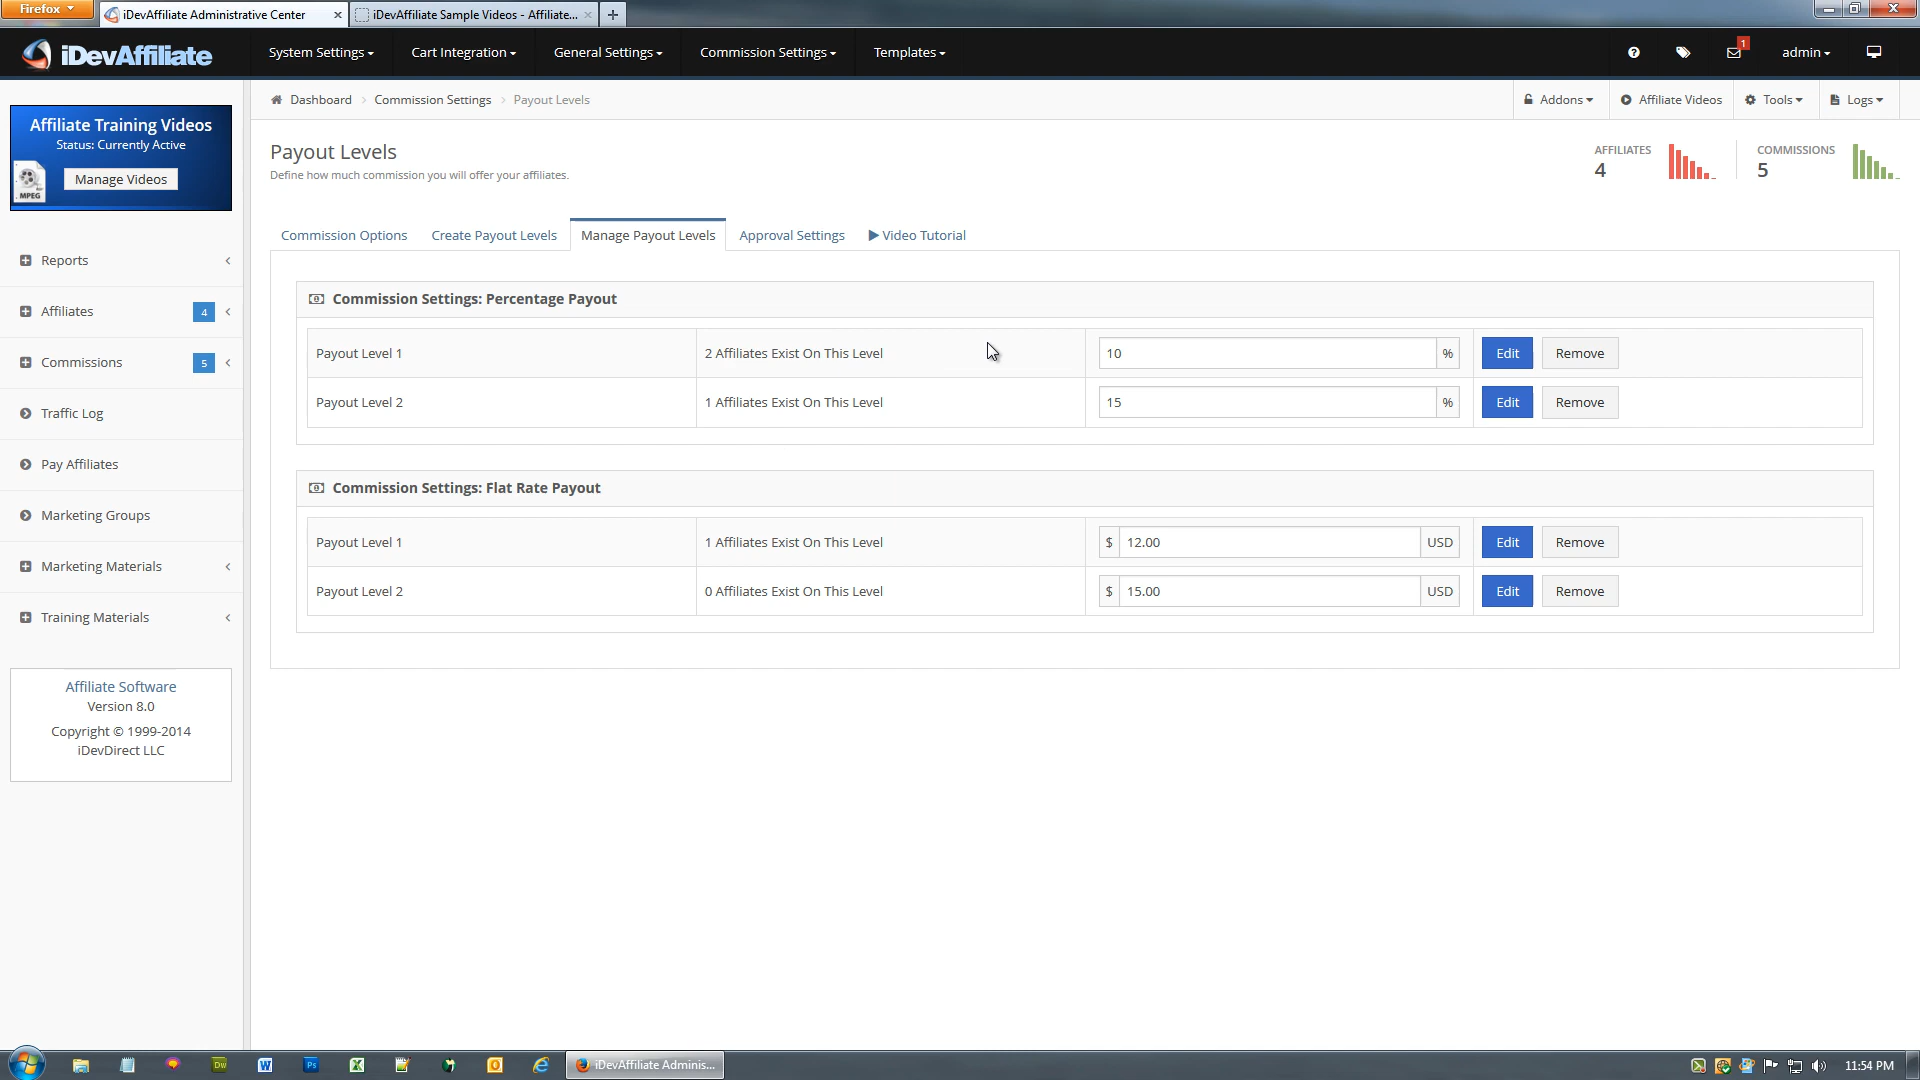 Firefox
iDevAffiliate Administrative Center
iDevAffiliate Sample Videos - Affiliate...
iDevAffiliate
System Settings
Cart Integration
General Settings
Commission Settings
Templates
1
admin
Affiliate Training Videos
Status: Currently Active
Manage Videos
MPEG
Dashboard
Commission Settings
Payout Levels
Addons
Affiliate Videos
Tools
Logs
Payout Levels
Define how much commission you will offer your affiliates.
AFFILIATES
4
COMMISSIONS
5
Reports
Affiliates 4
Commissions 5
Traffic Log
Pay Affiliates
Marketing Groups
Marketing Materials
Training Materials
Affiliate Software
Version 8.0
Copyright © 1999-2014
iDevDirect LLC
Commission Options
Create Payout Levels
Manage Payout Levels
Approval Settings
Video Tutorial
Commission Settings: Percentage Payout
Payout Level 1 2 Affiliates Exist On This Level 10 % Edit Remove
Payout Level 2 1 Affiliates Exist On This Level 15 % Edit Remove
Commission Settings: Flat Rate Payout
Payout Level 1 1 Affiliates Exist On This Level $ 12.00 USD Edit Remove
Payout Level 2 0 Affiliates Exist On This Level $ 15.00 USD Edit Remove
Dw
W
Ps
iDevAffiliate Adminis...
11:54 PM